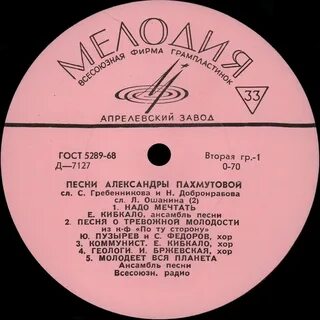 МЕЛОДИЯ
ВСЕСОЮЗНАЯ ФИРМА ГРАМПЛАСТИНОК
33
АПРЕЛЕВСКИЙ ЗАВОД
ГОСТ 5289-68
Вторая гр.-1
Д—7127
0-70
ПЕСНИ АЛЕКСАНДРЫ ПАХМУТОВОЙ
сл. С. Гребенникова и Н. Добронравова
сл. Л. Ошанина (2)
1. НАДО МЕЧТАТЬ
Е. КИБКАЛО, ансамбль песни
2. ПЕСНЯ О ТРЕВОЖНОЙ МОЛОДОСТИ
из к-ф «По ту сторону»
Ю. ПУЗЫРЕВ и С. ФЕДОРОВ, хор
3. КОММУНИСТ. Е. КИБКАЛО, хор
4. ГЕОЛОГИ. И. БРЖЕВСКАЯ, хор
5. МОЛОДЕЕТ ВСЯ ПЛАНЕТА
Ансамбль песни
Всесоюзн. радио